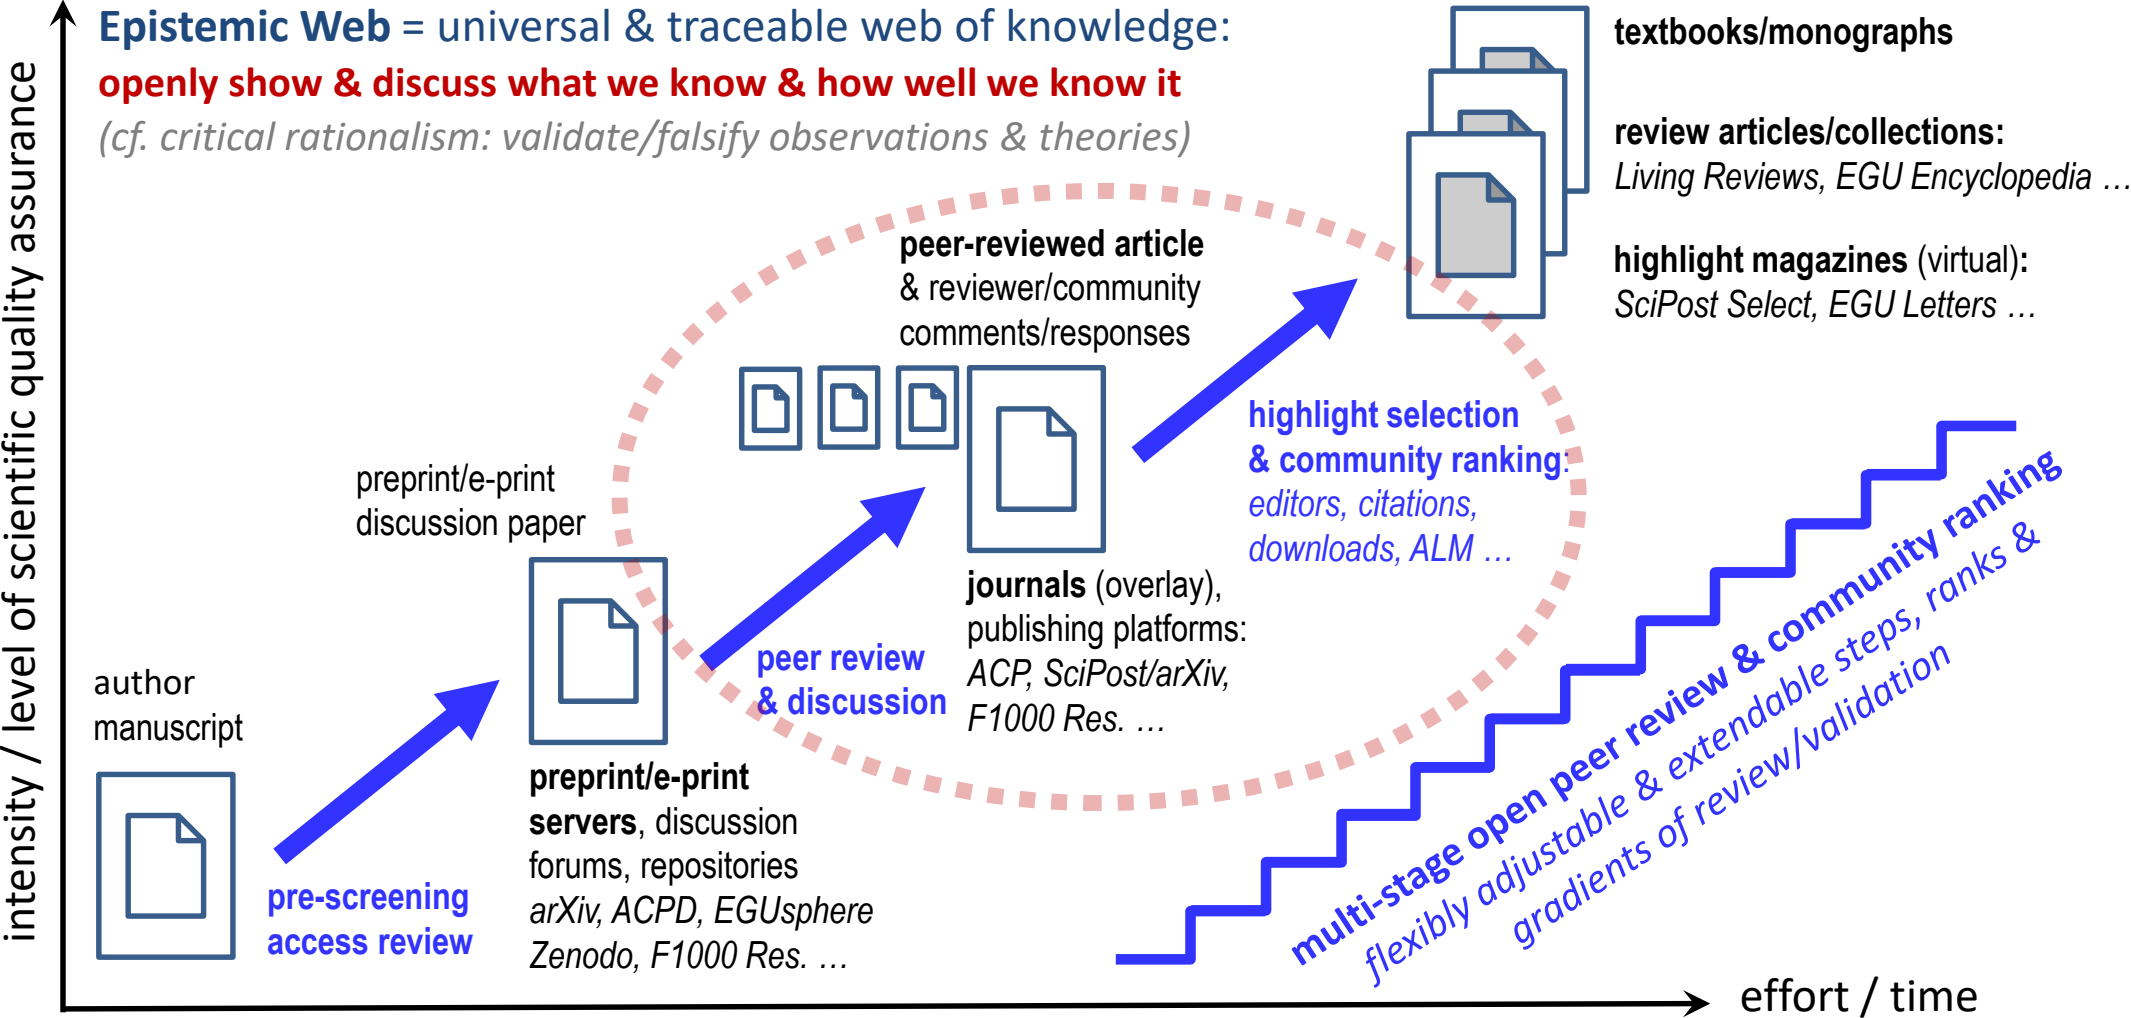 Epistemic Web = universal & traceable web of knowledge:
openly show & discuss what we know & how well we know it
(cf. critical rationalism: validate/falsify observations & theories)
intensity / level of scientific quality assurance
textbooks/monographs
review articles/collections:
Living Reviews, EGU Encyclopedia …
highlight magazines (virtual):
SciPost Select, EGU Letters …
peer-reviewed article
& reviewer/community
comments/responses
highlight selection
& community ranking:
editors, citations,
downloads, ALM …
preprint/e-print
discussion paper
journals (overlay),
publishing platforms:
ACP, SciPost/arXiv,
F1000 Res. …
peer review
& discussion
author
manuscript
preprint/e-print
servers, discussion
forums, repositories
arXiv, ACPD, EGUsphere
Zenodo, F1000 Res. …
pre-screening
access review
multi-stage open peer review & community ranking
flexibly adjustable & extendable steps, ranks &
gradients of review/validation
effort / time